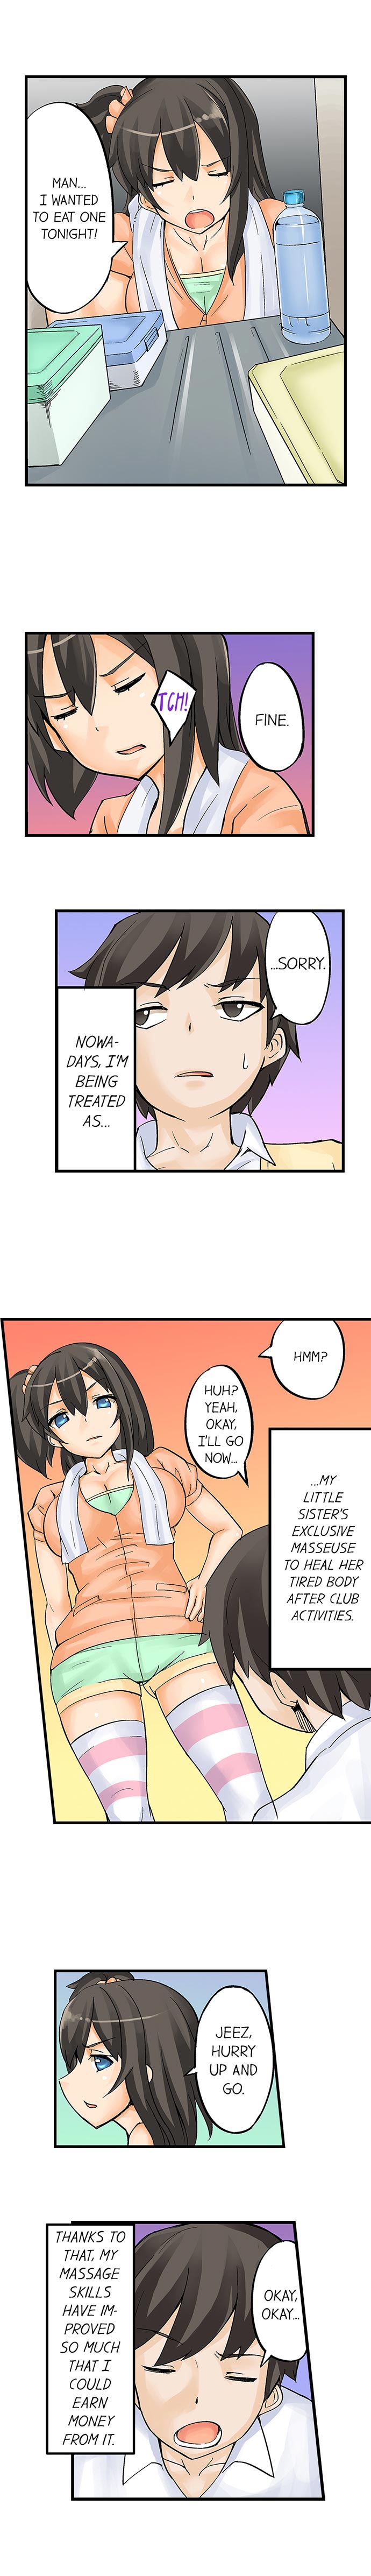 MAN...
I WANTED
TO EAT ONE
TONIGHT!
TCH!
FINE.
...SORRY.
NOWA-
DAYS, I'M
BEING
TREATED
AS...
HMM?
HUH?
YEAH,
OKAY,
I'LL GO
NOW...
...MY
LITTLE
SISTER'S
EXCLUSIVE
MASSEUSE
TO HEAL HER
TIRED BODY
AFTER CLUB
ACTIVITIES.
JEEZ,
HURRY
UP AND
GO.
THANKS TO
THAT, MY
MASSAGE
SKILLS
HAVE IM-
PROVED
SO MUCH
THAT I
COULD
EARN
MONEY
FROM IT.
OKAY,
OKAY...